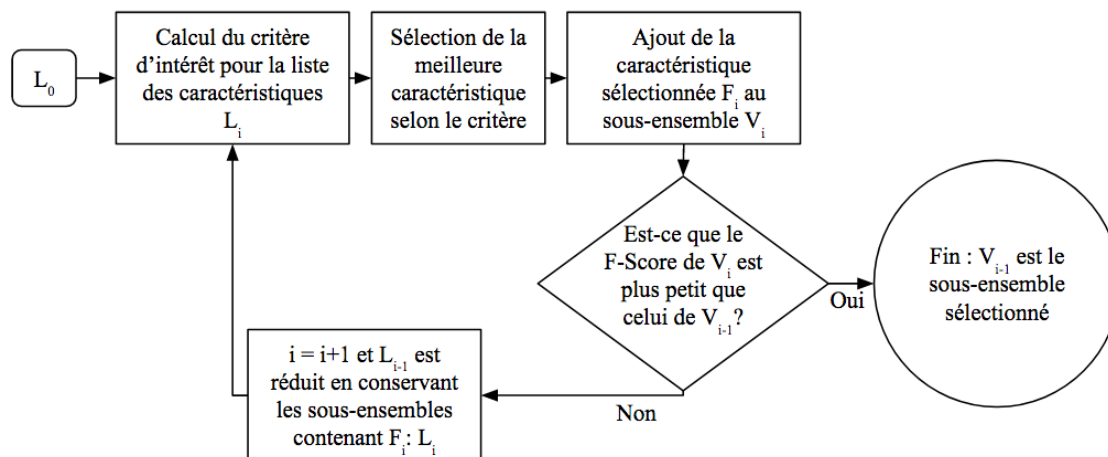 L₀
Calcul du critère
d'intérêt pour la liste
des caractéristiques
Lᵢ
Sélection de la
meilleure
caractéristique
selon le critère
Ajout de la
caractéristique
sélectionnée Fᵢ au
sous-ensemble Vᵢ
Est-ce que le
F-Score de Vᵢ est
plus petit que
celui de Vᵢ₋₁?
Oui
Fin : Vᵢ₋₁ est le
sous-ensemble
sélectionné
Non
i = i+1 et Lᵢ₋₁ est
réduit en conservant
les sous-ensembles
contenant Fᵢ: Lᵢ